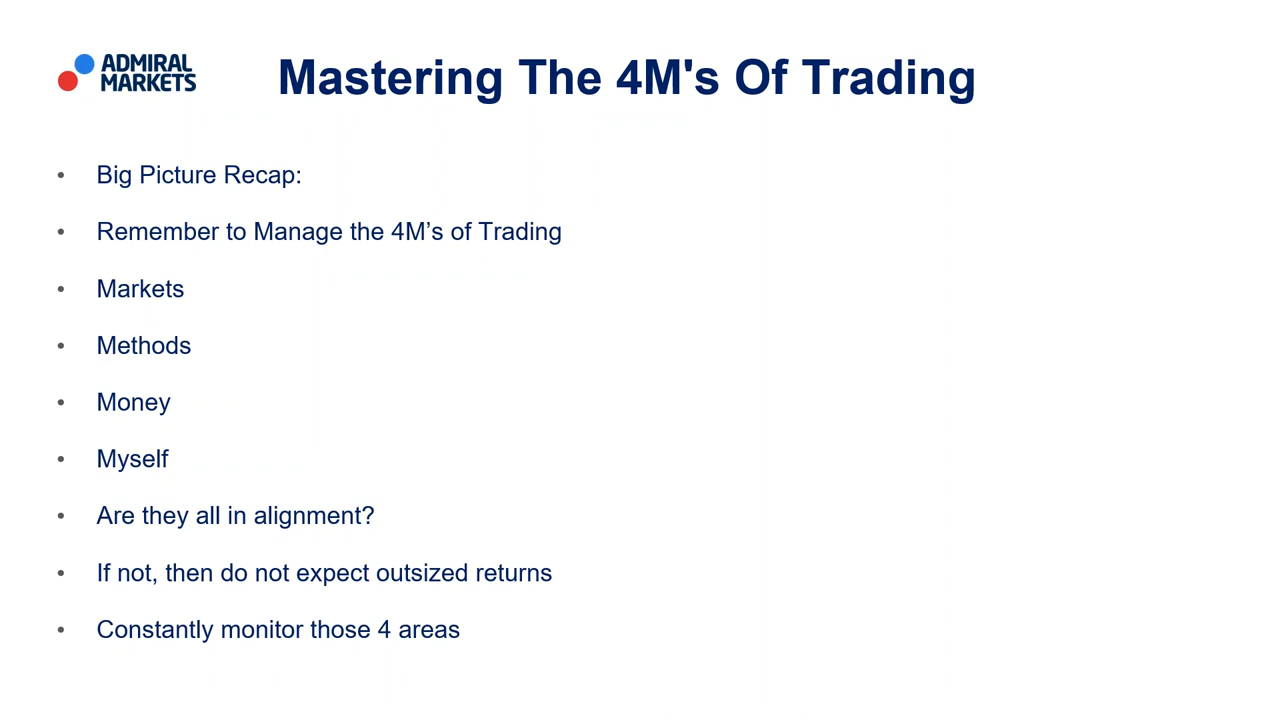 ADMIRAL
MARKETS
Mastering The 4M's Of Trading
• Big Picture Recap:
• Remember to Manage the 4M’s of Trading
• Markets
• Methods
• Money
• Myself
• Are they all in alignment?
• If not, then do not expect outsized returns
• Constantly monitor those 4 areas